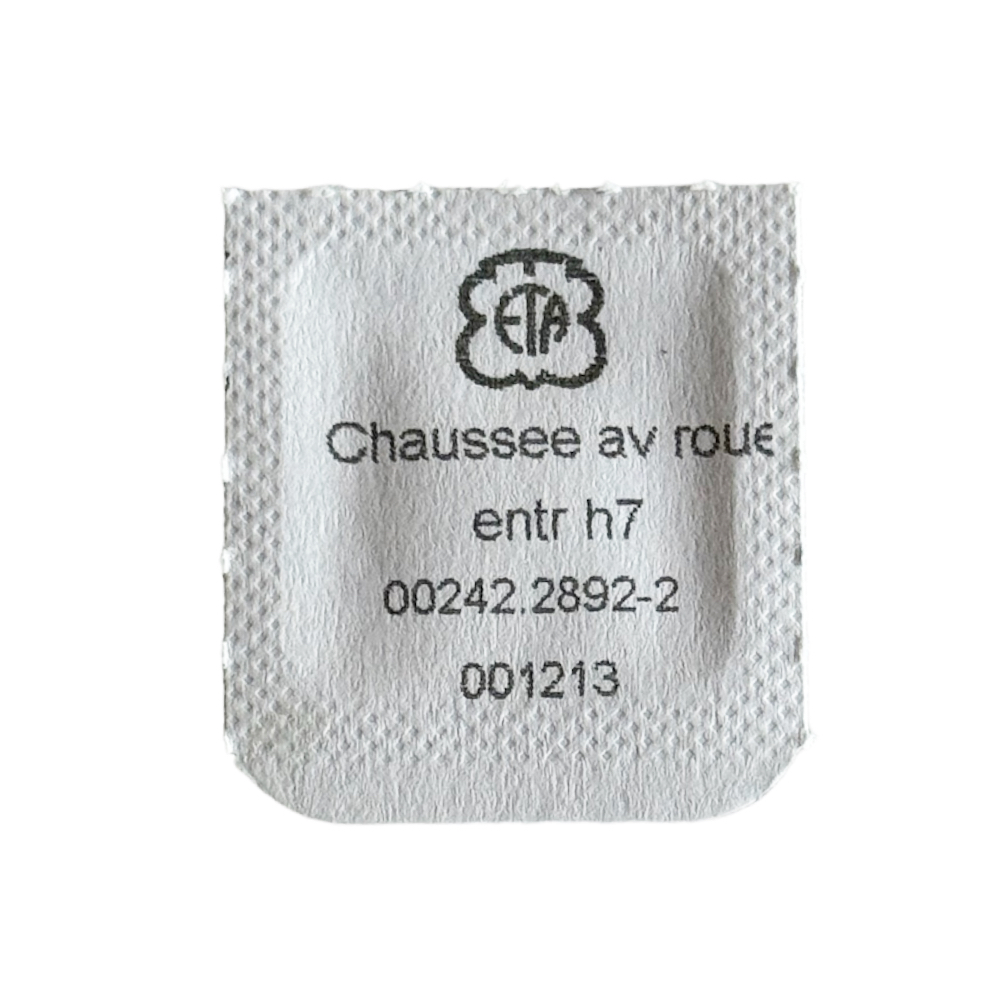 ETA
Chaussee av roue
entr h7
00242.2892-2
001213